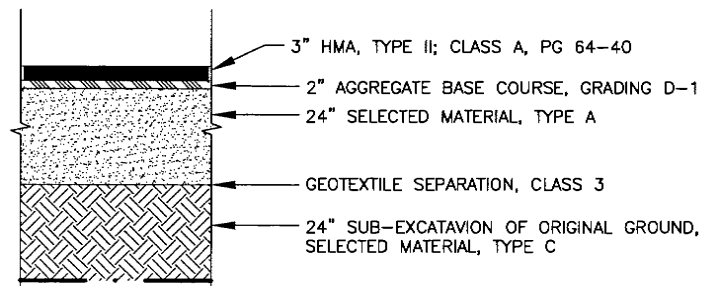 3" HMA, TYPE II; CLASS A, PG 64-40
2" AGGREGATE BASE COURSE, GRADING D-1
24" SELECTED MATERIAL, TYPE A
GEOTEXTILE SEPARATION, CLASS 3
24" SUB-EXCATAVION OF ORIGINAL GROUND,
SELECTED MATERIAL, TYPE C